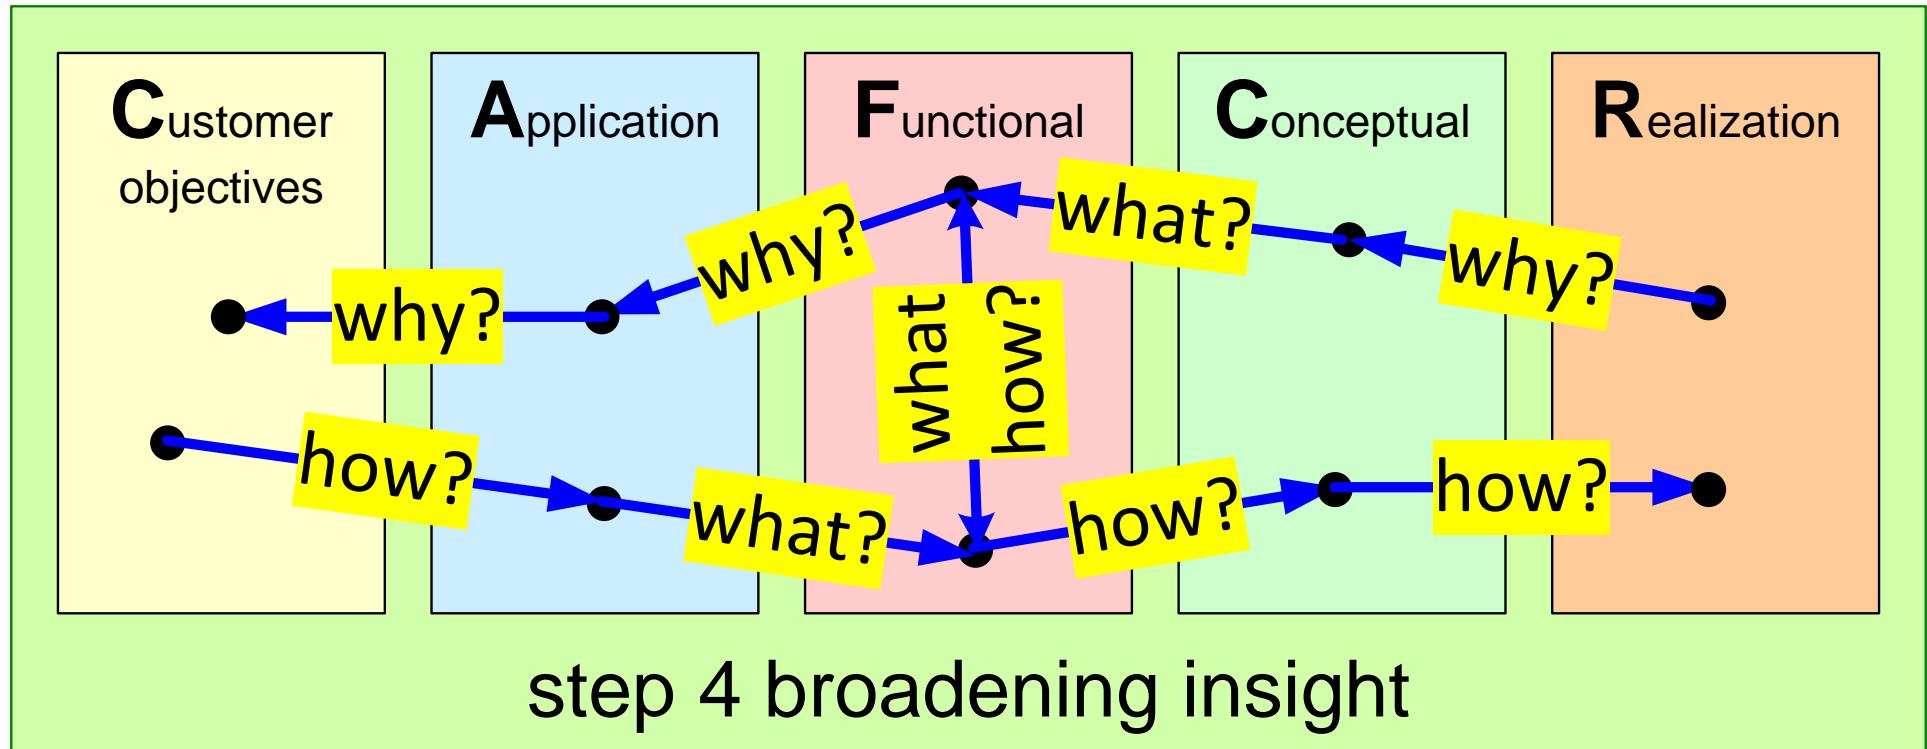 Customer
objectives
Application
Functional
Conceptual
Realization
why?
why?
what?
why?
what
how?
how?
what?
how?
how?
step 4 broadening insight